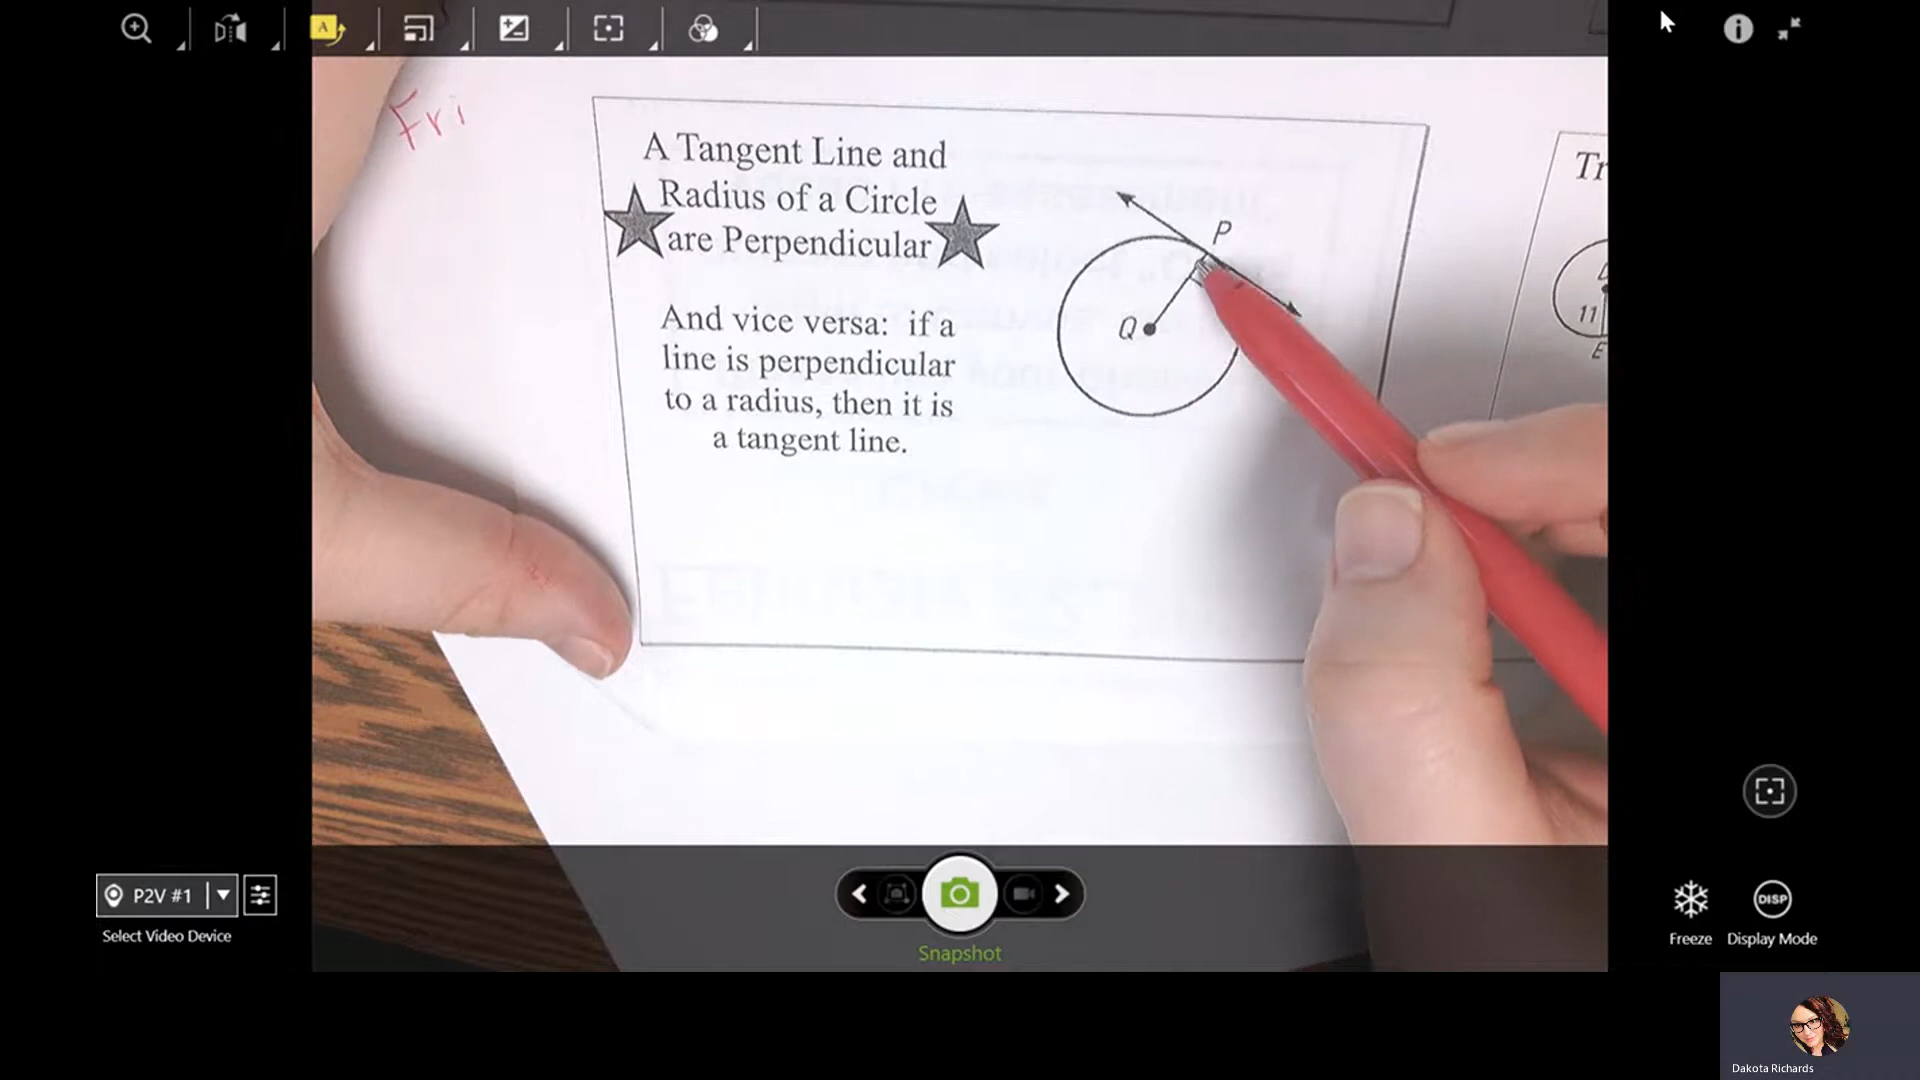 A
Fri
A Tangent Line and
Radius of a Circle
are Perpendicular
And vice versa: if a
line is perpendicular
to a radius, then it is
a tangent line.
P
Q
Tr
11
E
P2V #1
Select Video Device
Snapshot
DISP
Freeze
Display Mode
Dakota Richards